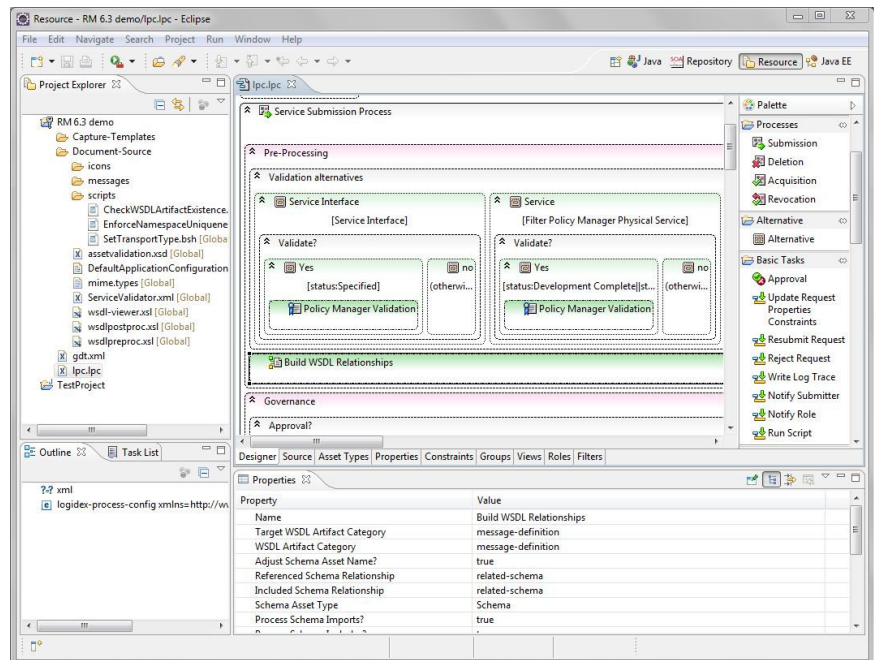 Resource - RM 6.3 demo/lpc.lpc - Eclipse
File Edit Navigate Search Project Run Window Help
Java Repository Resource Java EE
Project Explorer
RM 6.3 demo
Capture-Templates
Document-Source
icons
messages
scripts
CheckWSDLArtifactExistence.
EnforceNamespaceUniquene
SetTransportType.bsh [Globa
assetvalidation.xsd [Global]
DefaultApplicationConfiguration
mime.types [Global]
ServiceValidator.xml [Global]
wsdl-viewer.xsl [Global]
wsdlpostproc.xsl [Global]
wsdlpreproc.xsl [Global]
gdt.xml
lpc.lpc
TestProject
Outline Task List
?-? xml
logidex-process-config xmlns=http://w
lpc.lpc
Service Submission Process
Pre-Processing
Validation alternatives
Service Interface
[Service Interface]
Validate?
Yes
[status:Specified]
Policy Manager Validation
no
(otherwi...
Service
[Filter Policy Manager Physical Service]
Validate?
Yes
[status:Development Complete||st...
Policy Manager Validation
no
(otherwi...
Build WSDL Relationships
Governance
Approval?
Designer Source Asset Types Properties Constraints Groups Views Roles Filters
Palette
Processes
Submission
Deletion
Acquisition
Revocation
Alternative
Alternative
Basic Tasks
Approval
Update Request
Properties
Constraints
Resubmit Request
Reject Request
Write Log Trace
Notify Submitter
Notify Role
Run Script
Properties
Property Value
Name Build WSDL Relationships
Target WSDL Artifact Category message-definition
WSDL Artifact Category message-definition
Adjust Schema Asset Name? true
Referenced Schema Relationship related-schema
Included Schema Relationship related-schema
Schema Asset Type Schema
Process Schema Imports? true